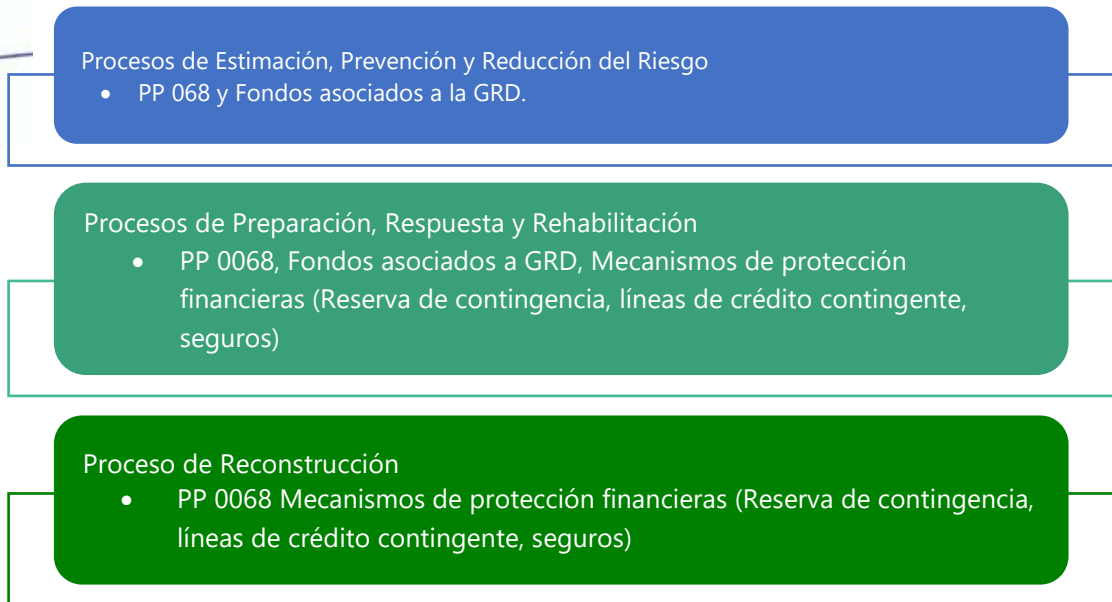 Procesos de Estimación, Prevención y Reducción del Riesgo
• PP 068 y Fondos asociados a la GRD.
Procesos de Preparación, Respuesta y Rehabilitación
• PP 0068, Fondos asociados a GRD, Mecanismos de protección
financieras (Reserva de contingencia, líneas de crédito contingente,
seguros)
Proceso de Reconstrucción
• PP 0068 Mecanismos de protección financieras (Reserva de contingencia,
líneas de crédito contingente, seguros)